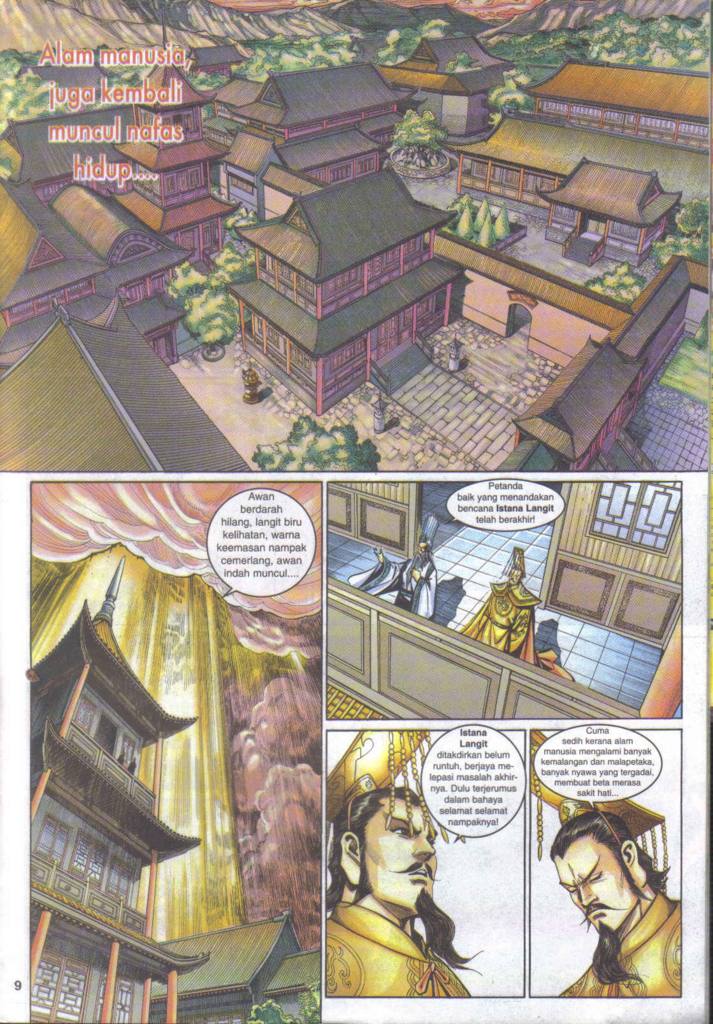 Alam manusia,
juga kembali
muncul nafas
hidup....
Awan
berdarah
hilang, langit biru
kelihatan, warna
keemasan nampak
cemerlang, awan
indah muncul....
Petanda
baik yang menandakan
bencana Istana Langit
telah berakhir!
Istana
Langit
ditakdirkan belum
runtuh, berjaya me-
lepasi masalah akhir-
nya. Dulu terjerumus
dalam bahaya
selamat selamat
nampaknya!
Cuma
sedih kerana alam
manusia mengalami banyak
kemalangan dan malapetaka,
banyak nyawa yang tergadai,
membuat beta merasa
sakit hati...
9